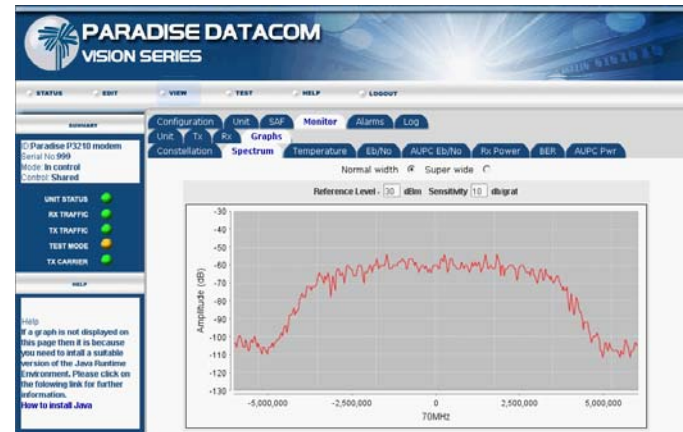 PARADISE DATACOM
VISION SERIES
STATUS EDIT VIEW TEST HELP LOGOUT
SUMMARY
ID:Paradise P3210 modem
Serial No:999
Mode: In control
Control: Shared
UNIT STATUS
RX TRAFFIC
TX TRAFFIC
TEST MODE
TX CARRIER
HELP
Help
If a graph is not displayed on
this page then it is because
you need to intall a suitable
version of the Java Runtime
Environment. Please click on
the folowing link for further
information.
How to install Java
Configuration Unit SAF Monitor Alarms Log
Unit Tx Rx Graphs
Constellation Spectrum Temperature Eb/No AUPC Eb/No Rx Power BER AUPC Pwr
Normal width Super wide
Reference Level - 30 dBm Sensitivity 10 db/grat
Amplitude (dB)
-30
-40
-50
-60
-70
-80
-90
-100
-110
-120
-130
-5,000,000 -2,500,000 0 2,500,000 5,000,000
70MHz